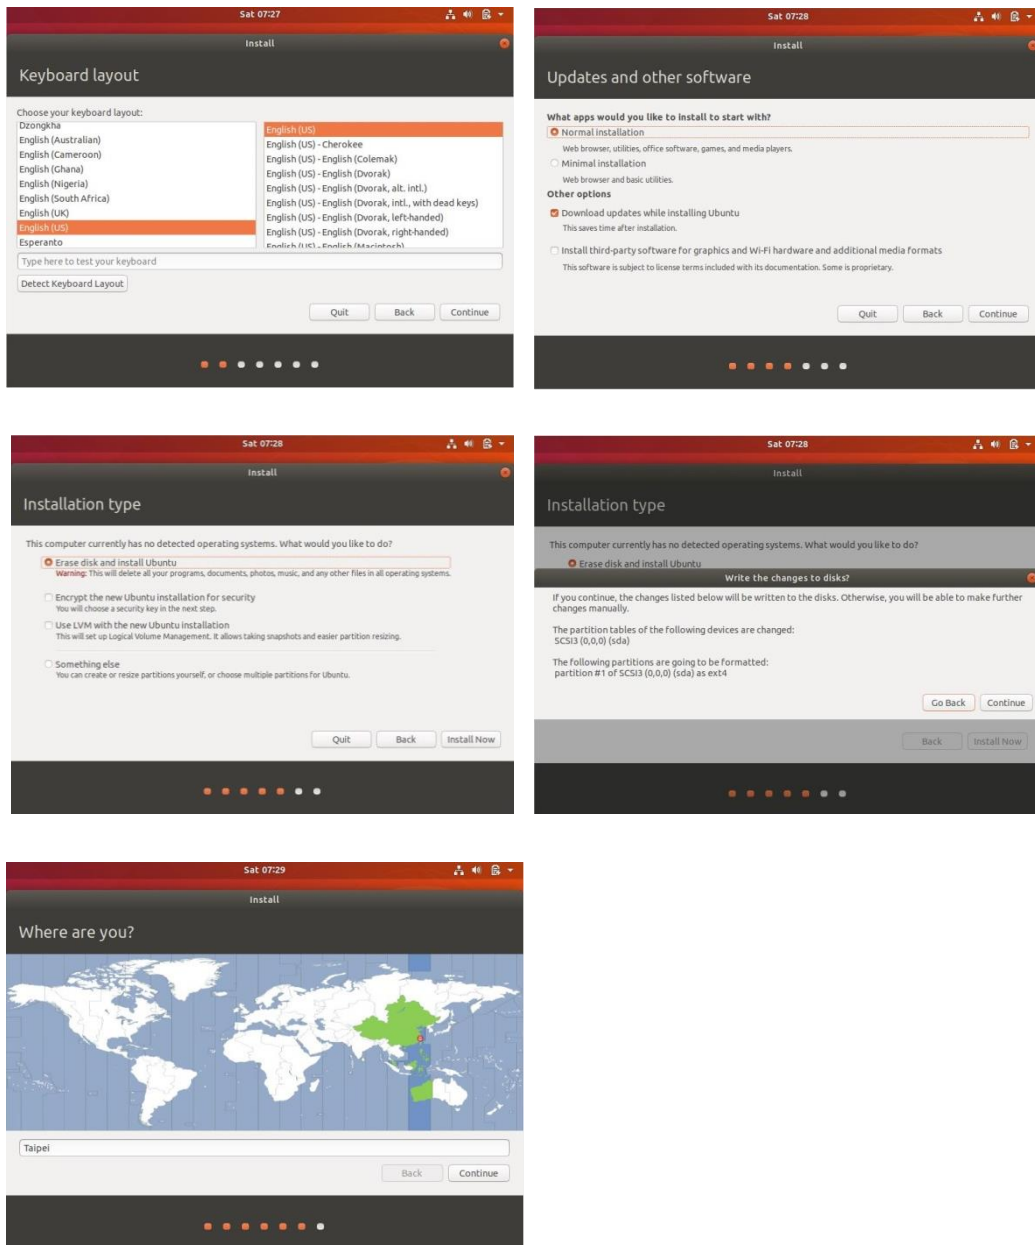 Sat 07:27
Install
Keyboard layout
Choose your keyboard layout:
Dzongkha
English (Australian)
English (Cameroon)
English (Ghana)
English (Nigeria)
English (South Africa)
English (UK)
English (US)
Esperanto
English (US)
English (US) - Cherokee
English (US) - English (Colemak)
English (US) - English (Dvorak)
English (US) - English (Dvorak, alt. intl.)
English (US) - English (Dvorak, intl., with dead keys)
English (US) - English (Dvorak, left-handed)
English (US) - English (Dvorak, right-handed)
English (US) - English (Macintosh)
Type here to test your keyboard
Detect Keyboard Layout
Quit Back Continue
Sat 07:28
Install
Updates and other software
What apps would you like to install to start with?
Normal installation
Web browser, utilities, office software, games, and media players.
Minimal installation
Web browser and basic utilities.
Other options
Download updates while installing Ubuntu
This saves time after installation.
Install third-party software for graphics and Wi-Fi hardware and additional media formats
This software is subject to license terms included with its documentation. Some is proprietary.
Quit Back Continue
Sat 07:28
Install
Installation type
This computer currently has no detected operating systems. What would you like to do?
Erase disk and install Ubuntu
Warning: This will delete all your programs, documents, photos, music, and any other files in all operating systems.
Encrypt the new Ubuntu installation for security
You will choose a security key in the next step.
Use LVM with the new Ubuntu installation
This will set up Logical Volume Management. It allows taking snapshots and easier partition resizing.
Something else
You can create or resize partitions yourself, or choose multiple partitions for Ubuntu.
Quit Back Install Now
Sat 07:28
Install
Installation type
This computer currently has no detected operating systems. What would you like to do?
Erase disk and install Ubuntu
Write the changes to disks?
If you continue, the changes listed below will be written to the disks. Otherwise, you will be able to make further
changes manually.
The partition tables of the following devices are changed:
SCSI3 (0,0,0) (sda)
The following partitions are going to be formatted:
partition #1 of SCSI3 (0,0,0) (sda) as ext4
Go Back Continue
Back Install Now
Sat 07:29
Install
Where are you?
Taipei
Back Continue